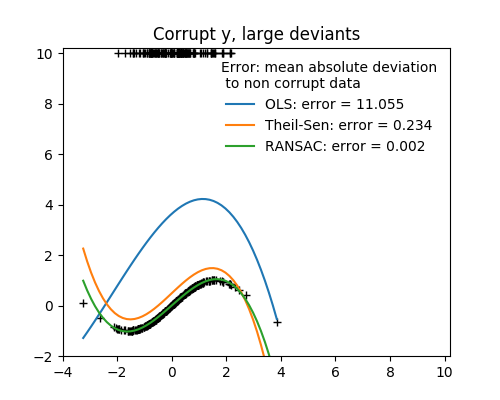 Corrupt y, large deviants
Error: mean absolute deviation
to non corrupt data
OLS: error = 11.055
Theil-Sen: error = 0.234
RANSAC: error = 0.002
10
8
6
4
2
0
−2
−4 −2 0 2 4 6 8 10